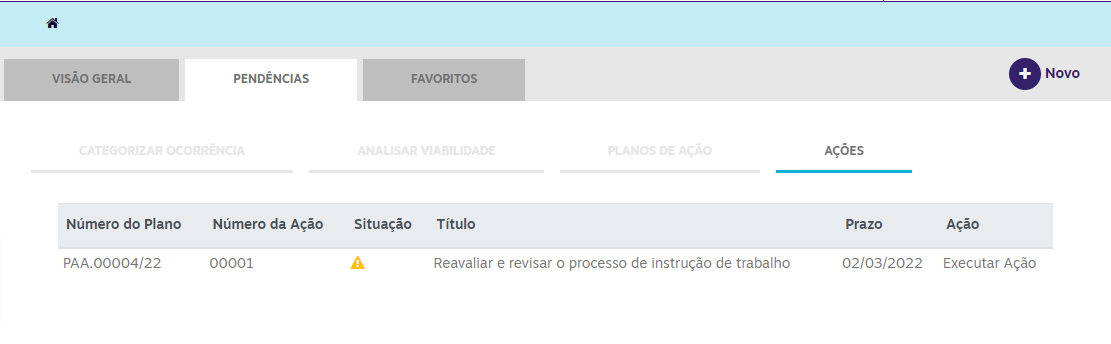 Novo
VISÃO GERAL PENDÊNCIAS FAVORITOS
CATEGORIZAR OCORRÊNCIA ANALISAR VIABILIDADE PLANOS DE AÇÃO AÇÕES
Número do Plano Número da Ação Situação Título Prazo Ação
PAA.00004/22 00001 Reavaliar e revisar o processo de instrução de trabalho 02/03/2022 Executar Ação